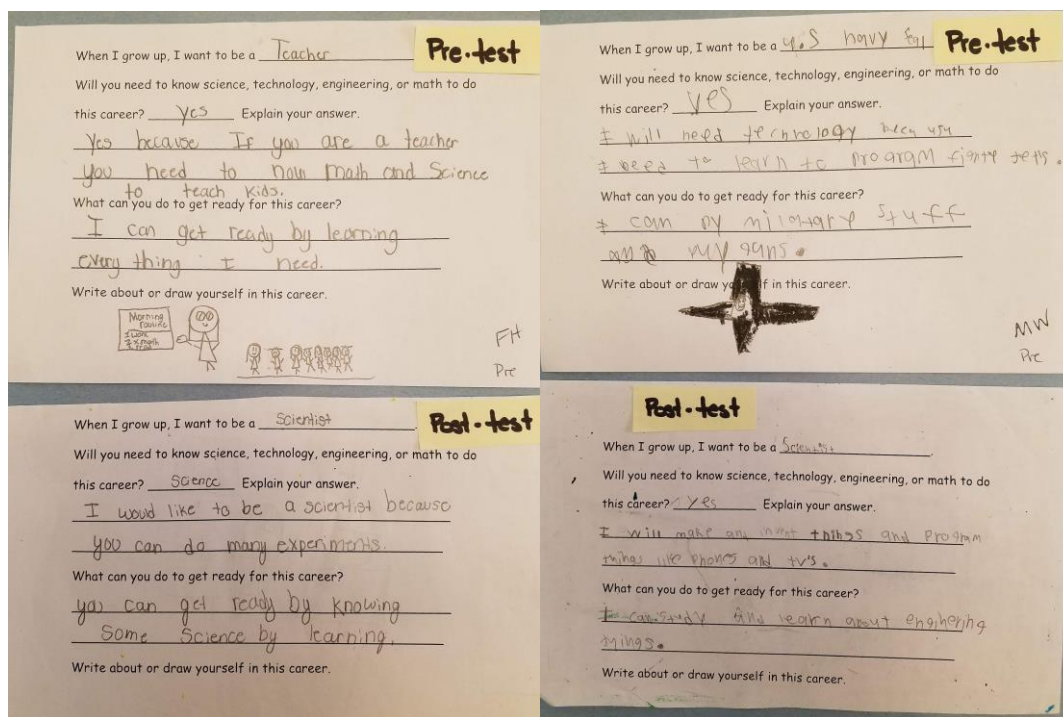 When I grow up, I want to be a Teacher
Pre-test
Will you need to know science, technology, engineering, or math to do
this career? yes Explain your answer.
Yes because If you are a teacher
you need to now math and Science
to teach kids.
What can you do to get ready for this career?
I can get ready by learning
every thing I need.
Write about or draw yourself in this career.
Morning
FH
Pre
When I grow up, I want to be a U.S navy
Pre-test
Will you need to know science, technology, engineering, or math to do
this career? yes Explain your answer.
I will need technology
I need to learn to program jets.
What can you do to get ready for this career?
I can my stuff
my
Write about or draw yourself in this career.
MW
Pre
When I grow up, I want to be a Scientist
Post-test
Will you need to know science, technology, engineering, or math to do
this career? Science Explain your answer.
I woud like to be a scientist because
you can do many experiments.
What can you do to get ready for this career?
you can get ready by knowing
Some Science by learning.
Write about or draw yourself in this career.
Post-test
When I grow up, I want to be a Scientist
Will you need to know science, technology, engineering, or math to do
this career? yes Explain your answer.
I will make and things and program
things like phones and tv's.
What can you do to get ready for this career?
I can study and learn about
things.
Write about or draw yourself in this career.